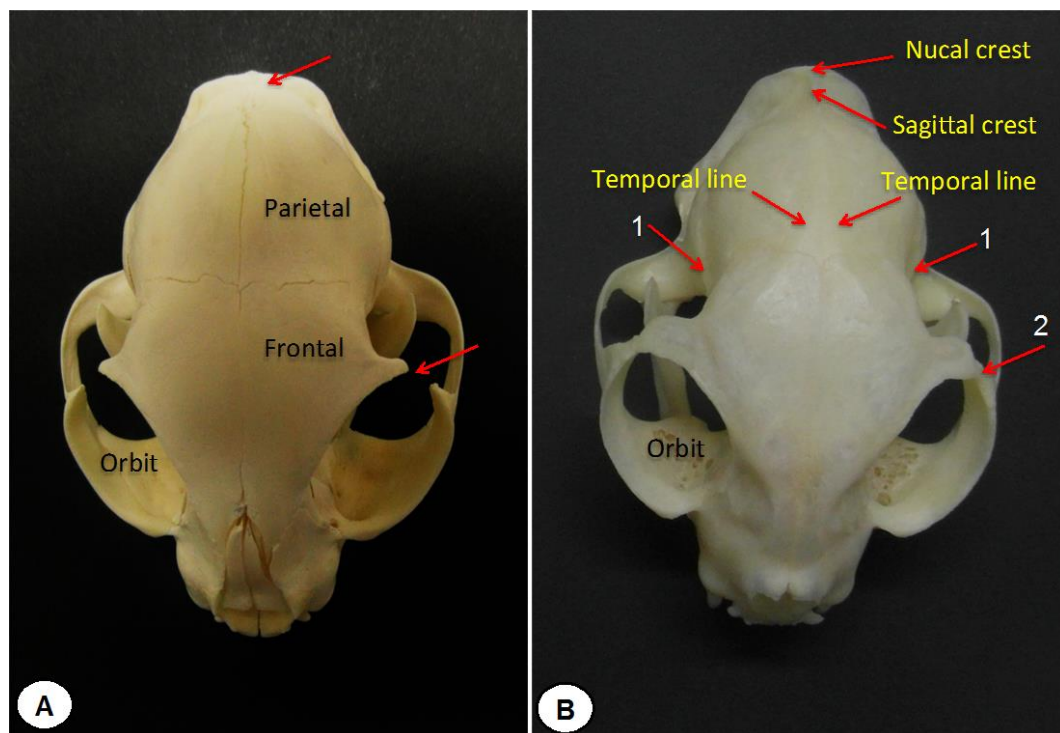 Parietal
Frontal
Orbit
A
Nucal crest
Sagittal crest
Temporal line
Temporal line
1
1
2
Orbit
B